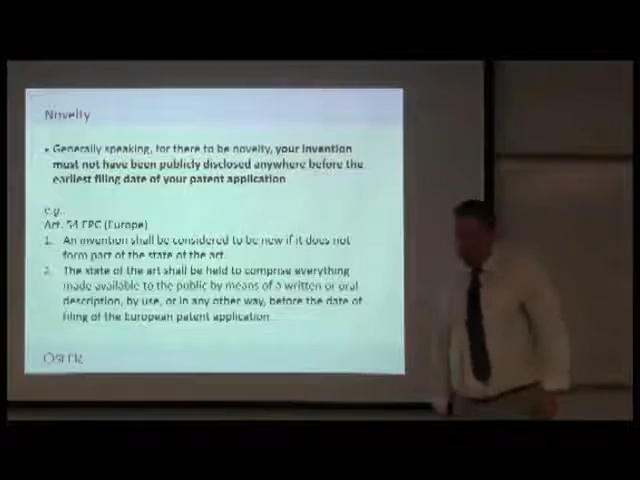 Novelty
• Generally speaking, for there to be novelty, your invention
must not have been publicly disclosed anywhere before the
earliest filing date of your patent application
e.g.
Art. 54 EPC (Europe)
1. An invention shall be considered to be new if it does not
form part of the state of the art.
2. The state of the art shall be held to comprise everything
made available to the public by means of a written or oral
description, by use, or in any other way, before the date of
filing of the European patent application